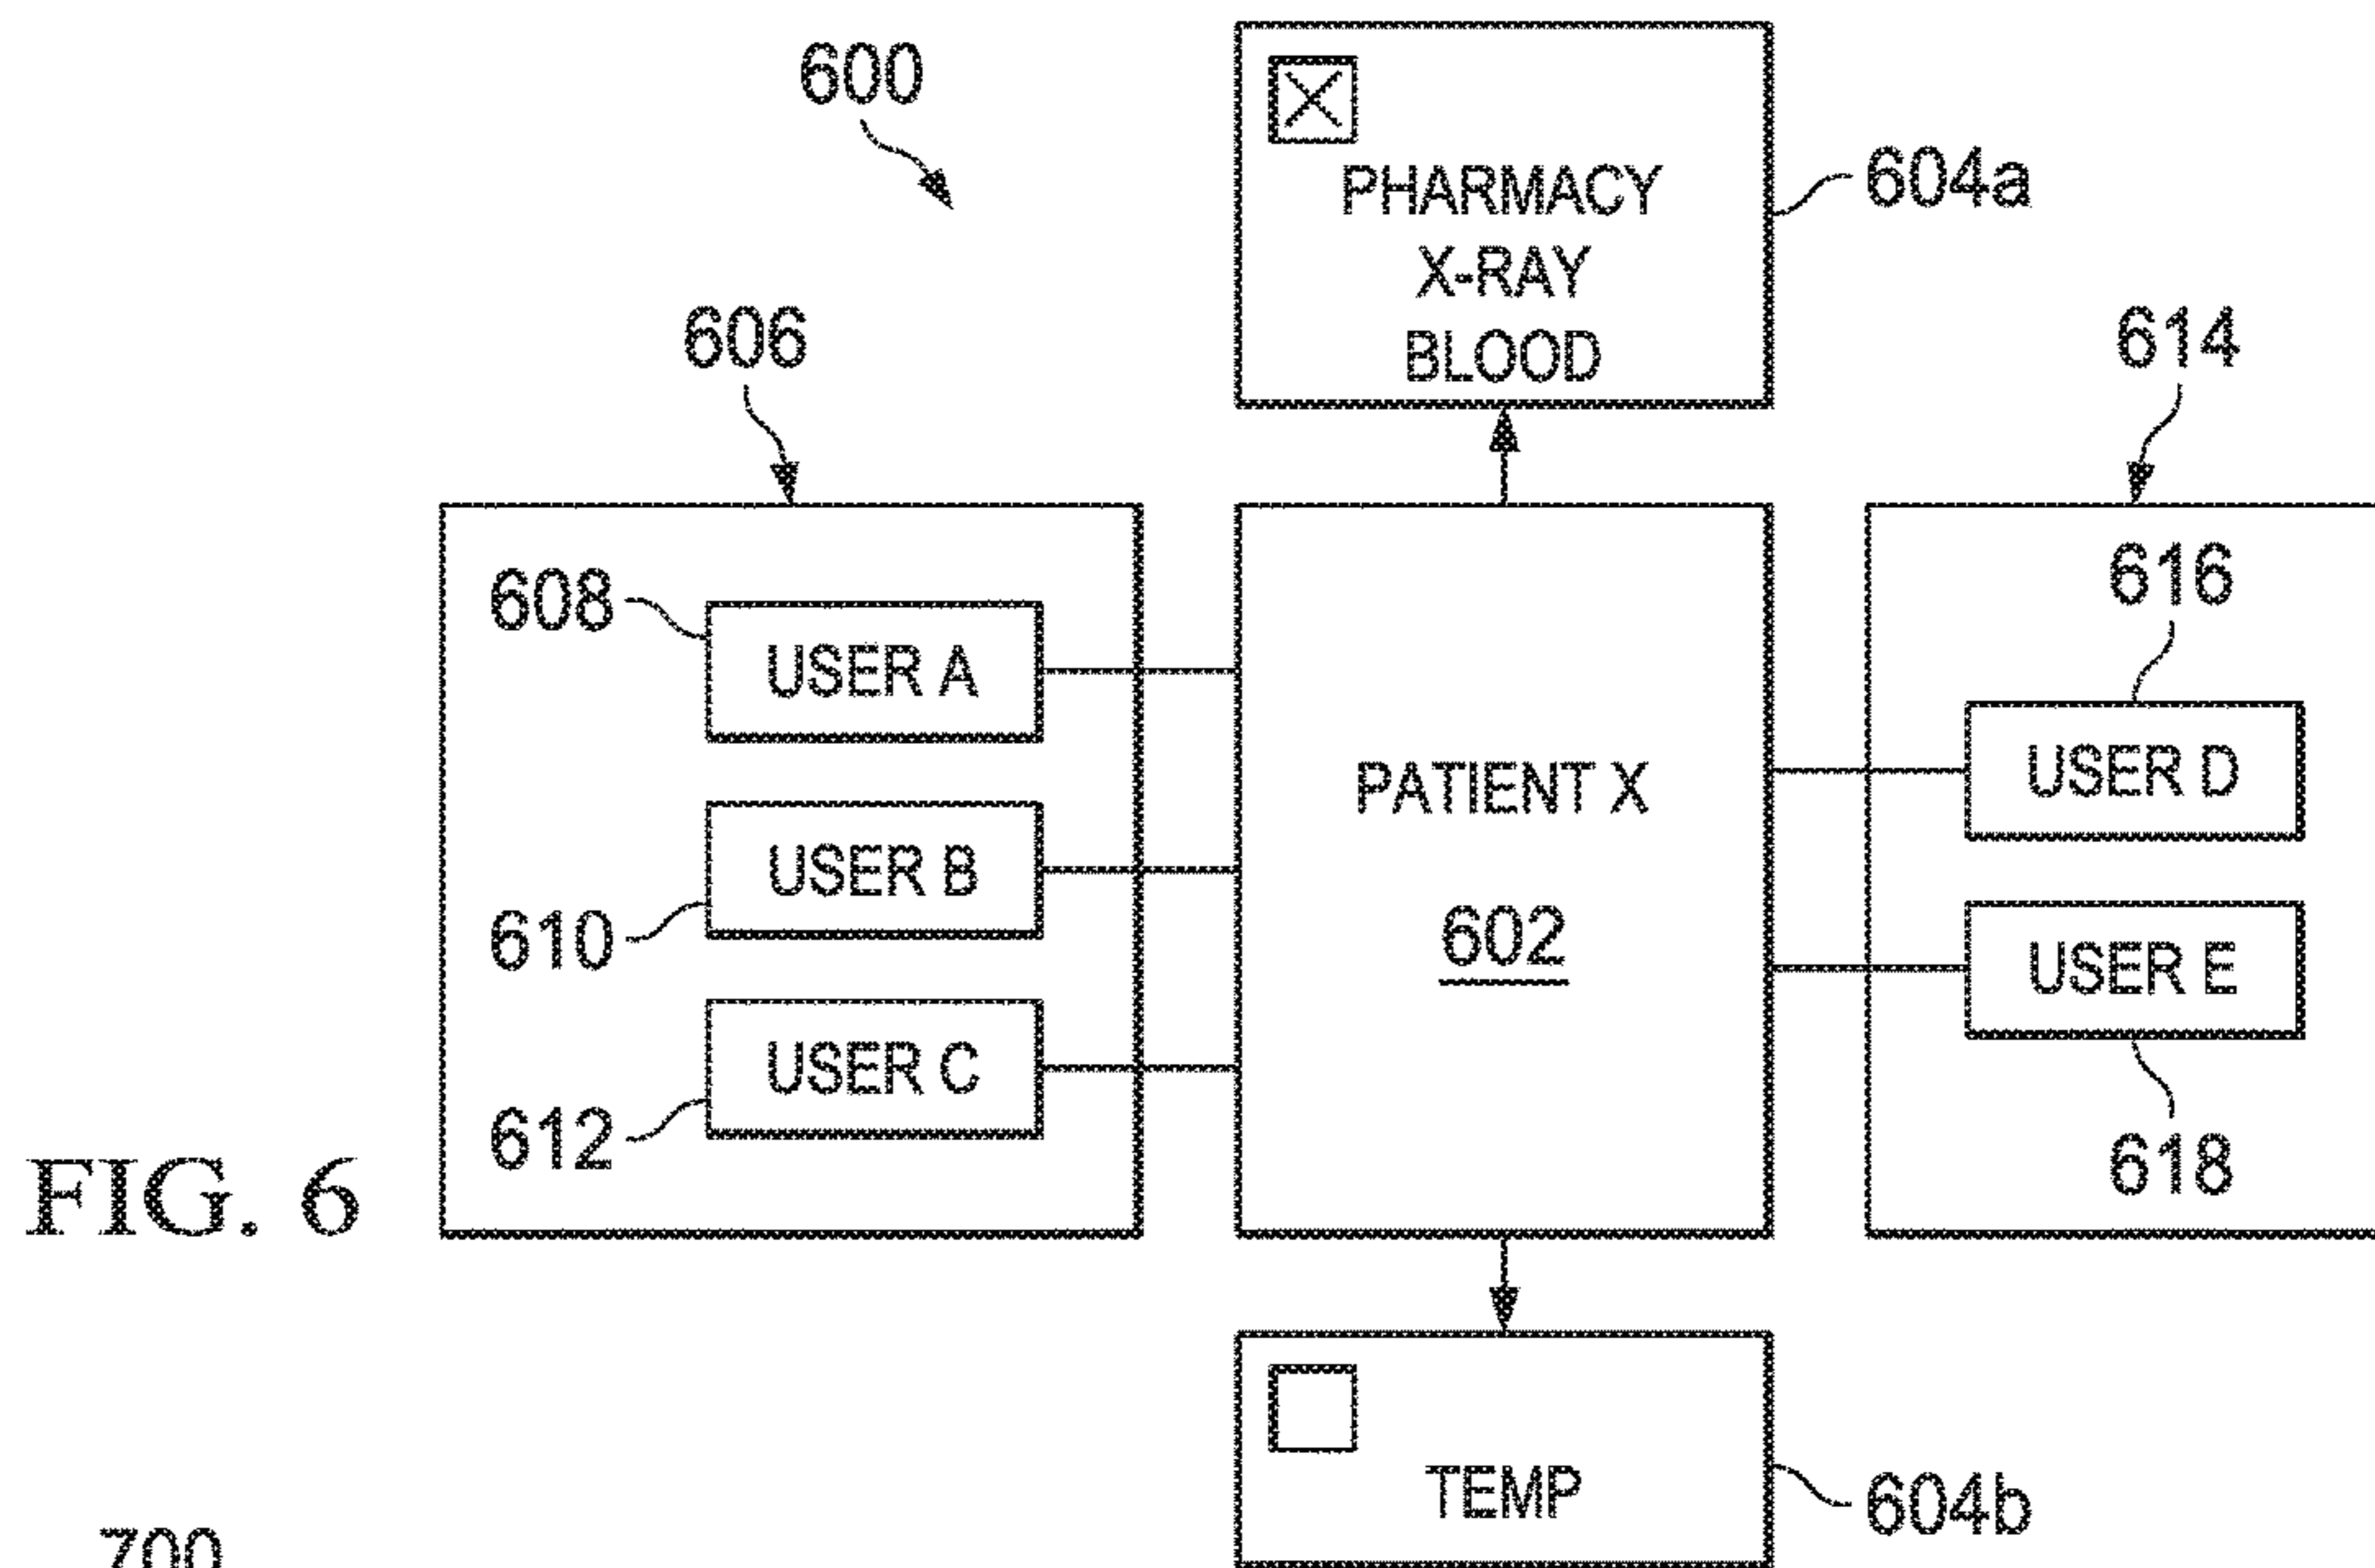 600
PHARMACY
X-RAY
BLOOD
604a
606
614
608
USER A
616
USER B
610
PATIENT X
602
USER D
USER C
612
USER E
618
FIG. 6
TEMP
604b
700